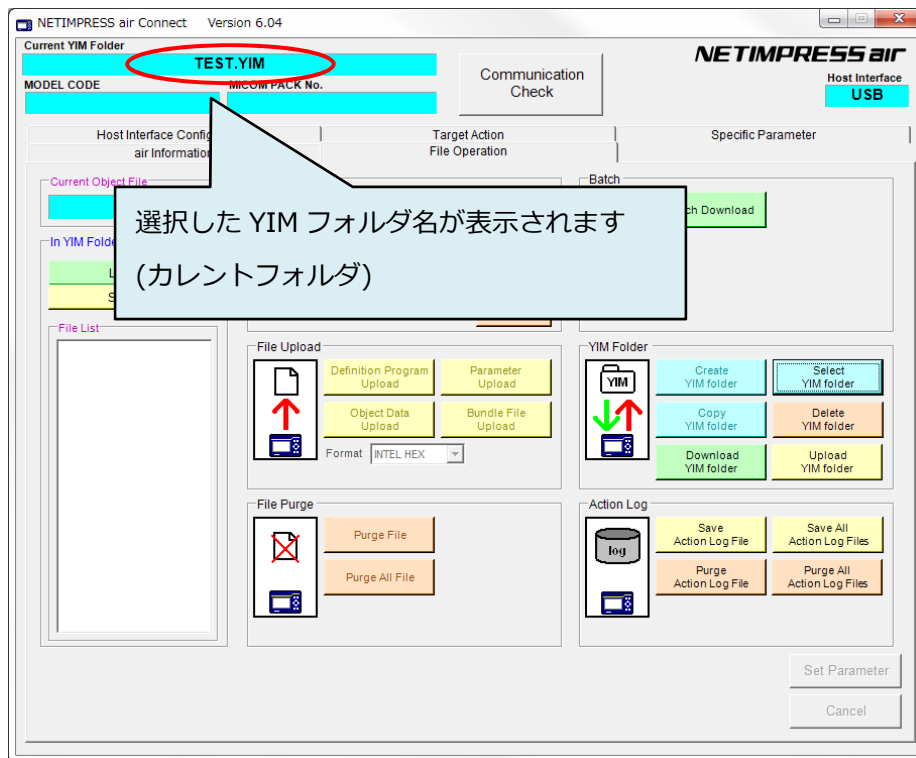 NETIMPRESS air Connect Version 6.04
Current YIM Folder
TEST.YIM
MODEL CODE
MICOM PACK No.
Communication
Check
NETIMPRESS air
Host Interface
USB
Host Interface Config
Target Action
Specific Parameter
air Information
File Operation
Current Object File
Batch
ch Download
選択した YIM フォルダ名が表示されます
(カレントフォルダ)
In YIM Folde
File List
File Upload
Definition Program
Upload
Parameter
Upload
Object Data
Upload
Bundle File
Upload
Format INTEL HEX
YIM Folder
YIM
Create
YIM folder
Select
YIM folder
Copy
YIM folder
Delete
YIM folder
Download
YIM folder
Upload
YIM folder
File Purge
Purge File
Purge All File
Action Log
log
Save
Action Log File
Save All
Action Log Files
Purge
Action Log File
Purge All
Action Log Files
Set Parameter
Cancel